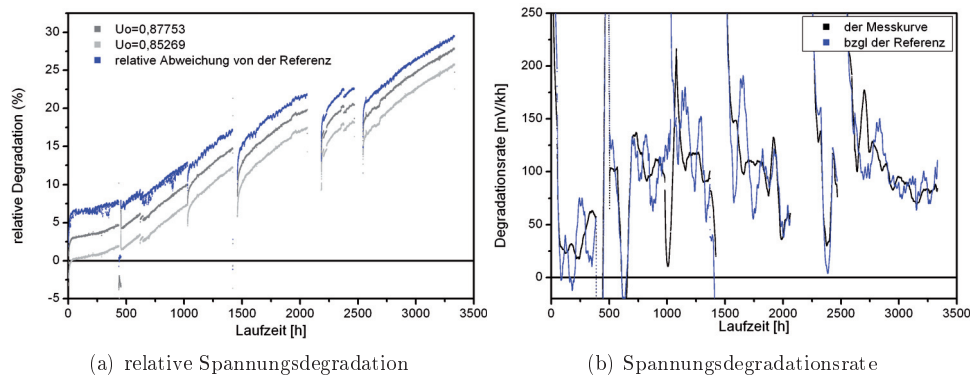 Uo=0,87753
Uo=0,85269
relative Abweichung von der Referenz
relative Degradation (%)
30
25
20
15
10
5
0
5
0 500 1000 1500 2000 2500 3000 3500
Laufzeit [h]
(a) relative Spannungsdegradation
der Messkurve
bzgl der Referenz
Degradationsrate [mV/kh]
250
200
150
100
50
0
0 500 1000 1500 2000 2500 3000 3500
Laufzeit [h]
(b) Spannungsdegradationsrate